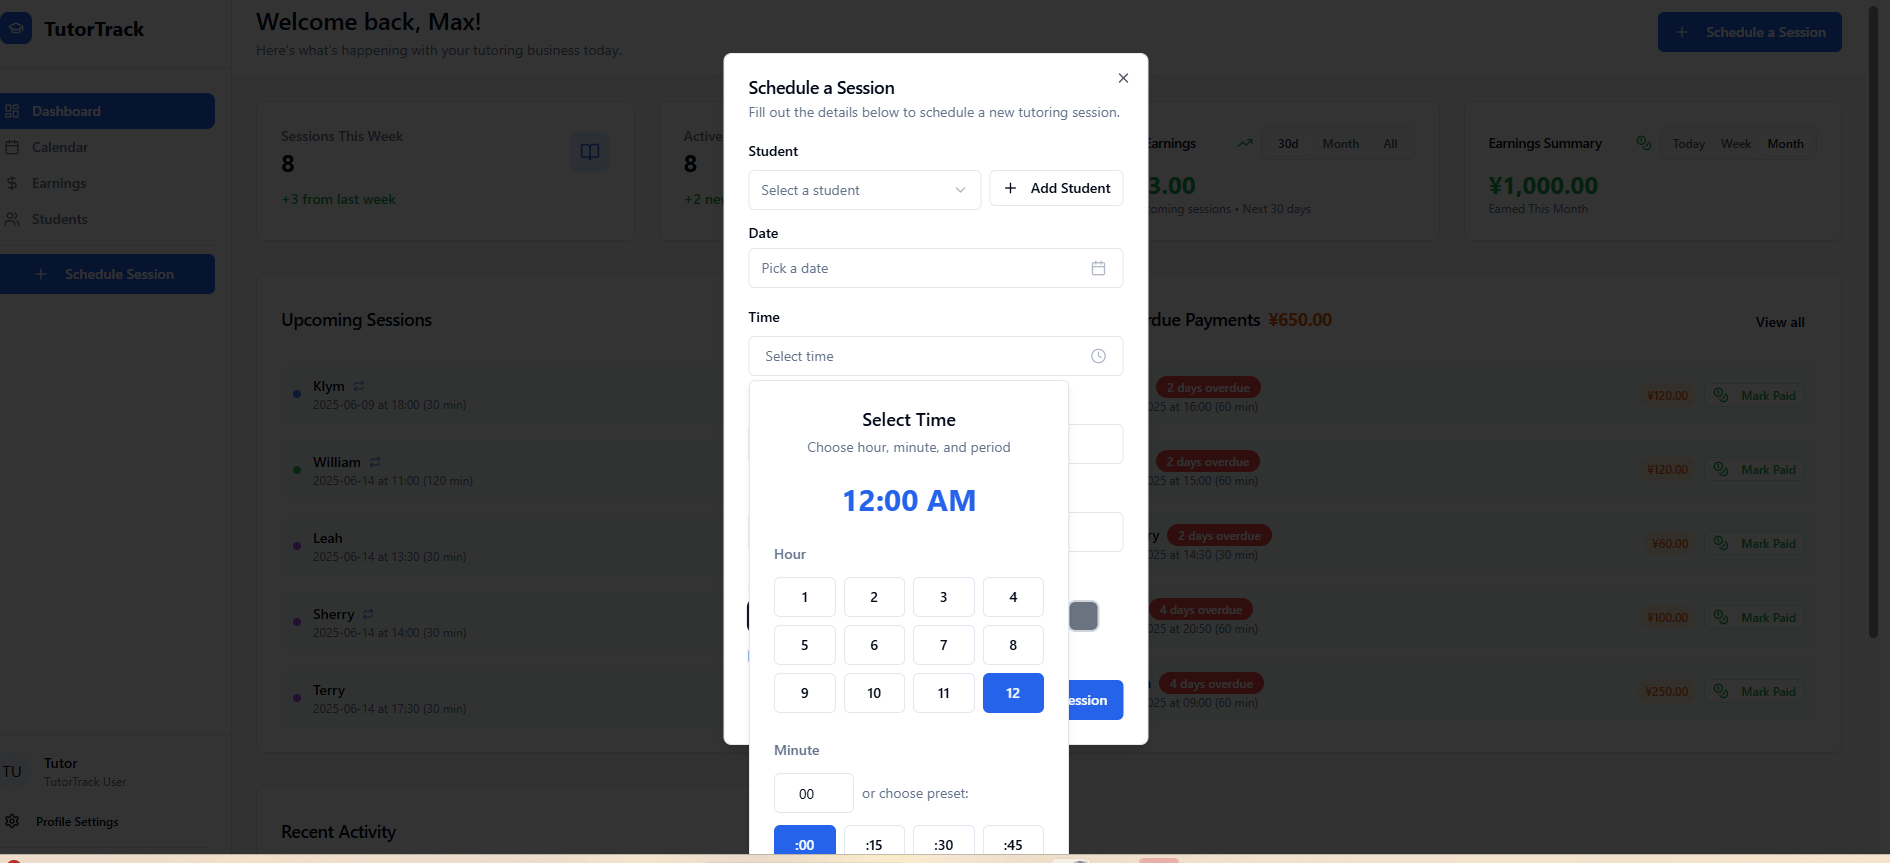 TutorTrack
Dashboard
Calendar
Earnings
Students
Schedule Session
TU
Tutor
TutorTrack User
Profile Settings
Welcome back, Max!
Here's what's happening with your tutoring business today.
Schedule a Session
Sessions This Week
8
+3 from last week
Active
8
+2
Earnings
30d Month All
3.00
sessions • Next 30 days
Earnings Summary
Today Week Month
¥1,000.00
Earned This Month
Upcoming Sessions
Klym
2025-06-09 at 18:00 (30 min)
William
2025-06-14 at 11:00 (120 min)
Leah
2025-06-14 at 13:30 (30 min)
Sherry
2025-06-14 at 14:00 (30 min)
Terry
2025-06-14 at 17:30 (30 min)
Recent Activity
Payments ¥650.00
View all
2 days overdue
at 16:00 (60 min)
¥120.00 Mark Paid
2 days overdue
at 15:00 (60 min)
¥120.00 Mark Paid
2 days overdue
at 14:30 (30 min)
¥60.00 Mark Paid
4 days overdue
at 20:50 (60 min)
¥100.00 Mark Paid
4 days overdue
at 09:00 (60 min)
¥250.00 Mark Paid
Schedule a Session
Fill out the details below to schedule a new tutoring session.
Student
Select a student
Add Student
Date
Pick a date
Time
Select time
Select Time
Choose hour, minute, and period
12:00 AM
Hour
1 2 3 4
5 6 7 8
9 10 11 12
Minute
00 or choose preset:
:00 :15 :30 :45